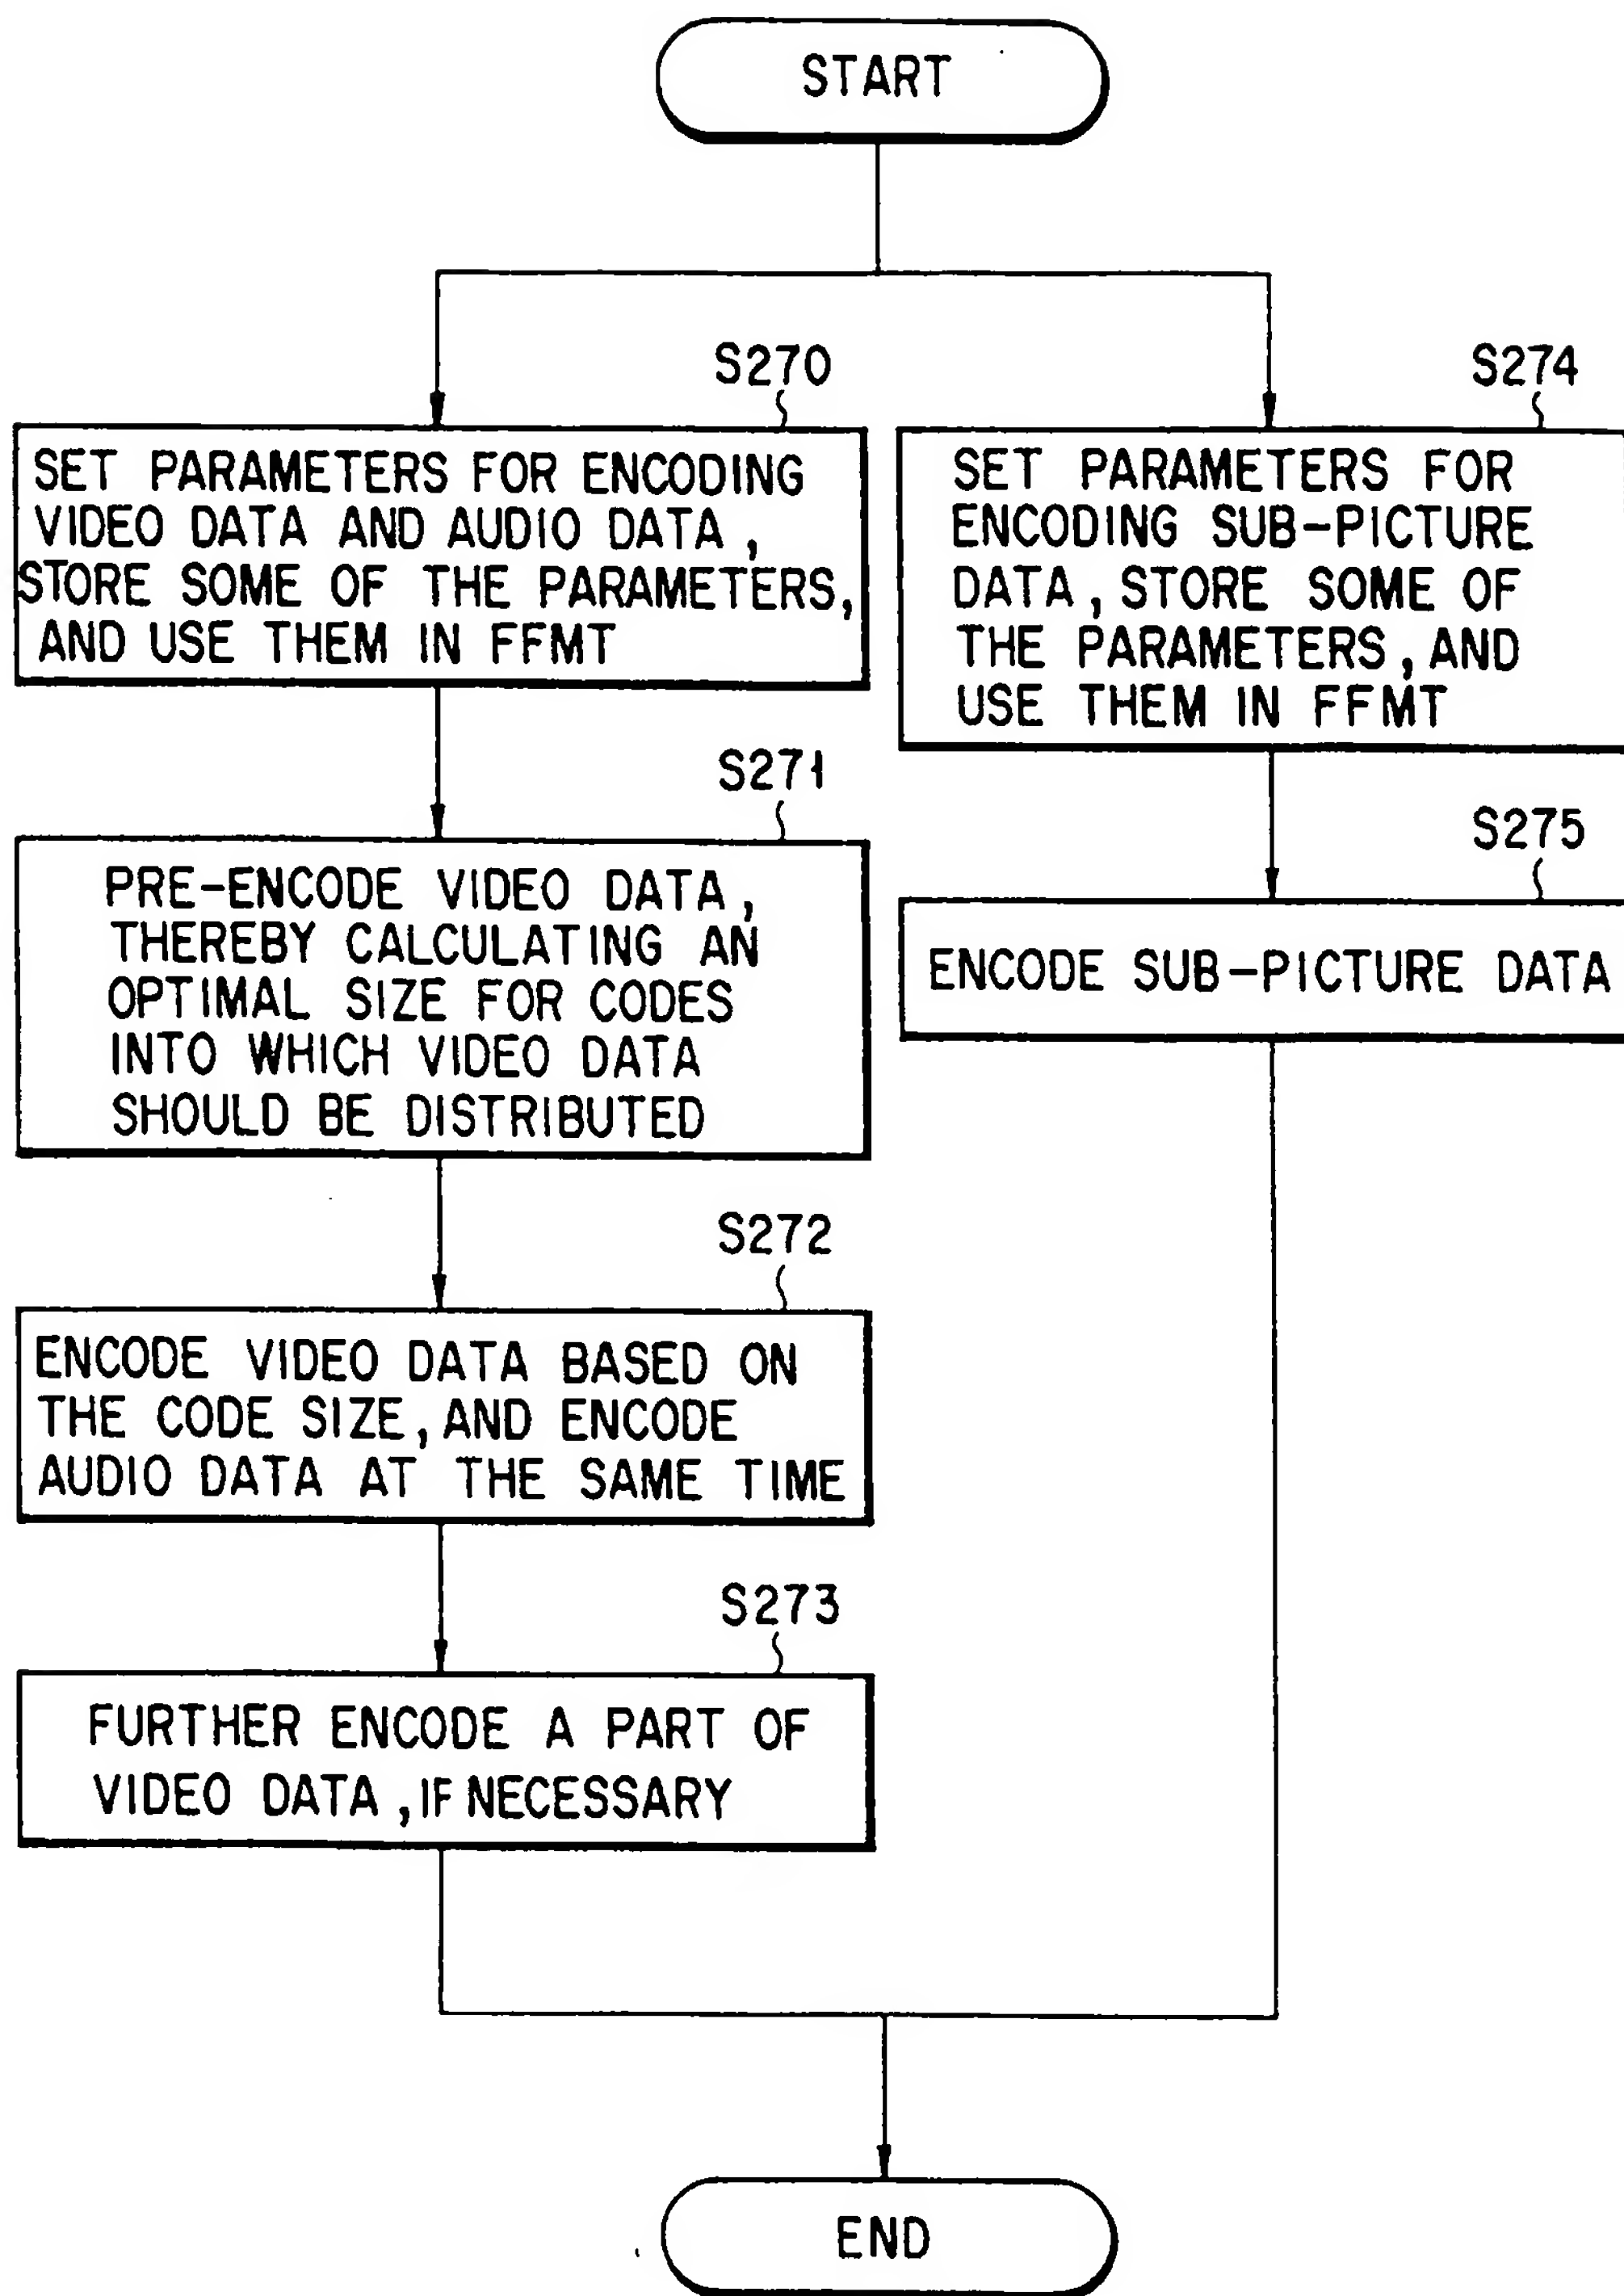 START
S270
SET PARAMETERS FOR ENCODING
VIDEO DATA AND AUDIO DATA,
STORE SOME OF THE PARAMETERS,
AND USE THEM IN FFMT
S271
PRE-ENCODE VIDEO DATA,
THEREBY CALCULATING AN
OPTIMAL SIZE FOR CODES
INTO WHICH VIDEO DATA
SHOULD BE DISTRIBUTED
S272
ENCODE VIDEO DATA BASED ON
THE CODE SIZE, AND ENCODE
AUDIO DATA AT THE SAME TIME
S273
FURTHER ENCODE A PART OF
VIDEO DATA, IF NECESSARY
S274
SET PARAMETERS FOR
ENCODING SUB-PICTURE
DATA, STORE SOME OF
THE PARAMETERS, AND
USE THEM IN FFMT
S275
ENCODE SUB-PICTURE DATA
END